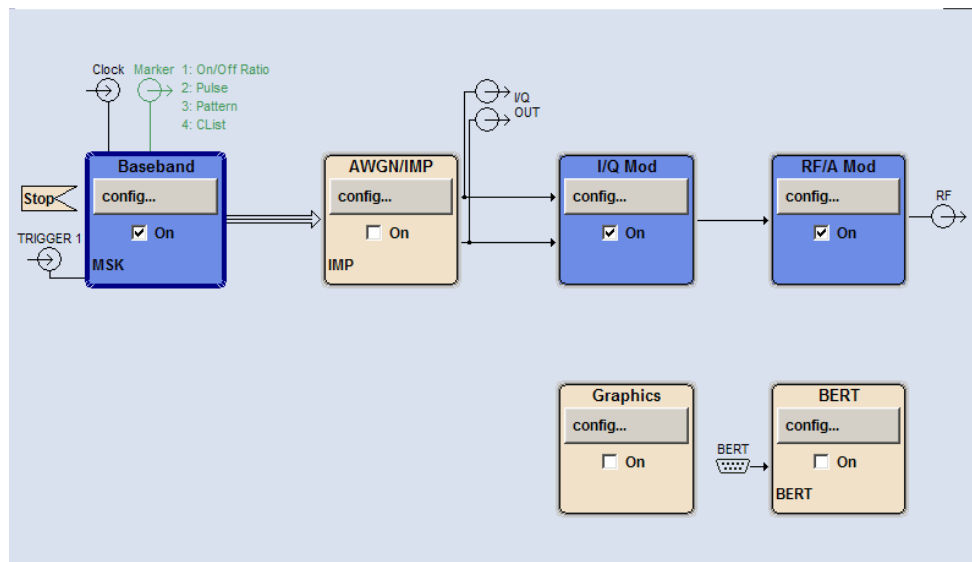 Clock
Marker 1: On/Off Ratio
2: Pulse
3: Pattern
4: CList
I/Q
OUT
Baseband
config...
On
MSK
Stop
TRIGGER 1
AWGN/IMP
config...
On
IMP
I/Q Mod
config...
On
RF/A Mod
config...
On
RF
Graphics
config...
On
BERT
BERT
config...
On
BERT